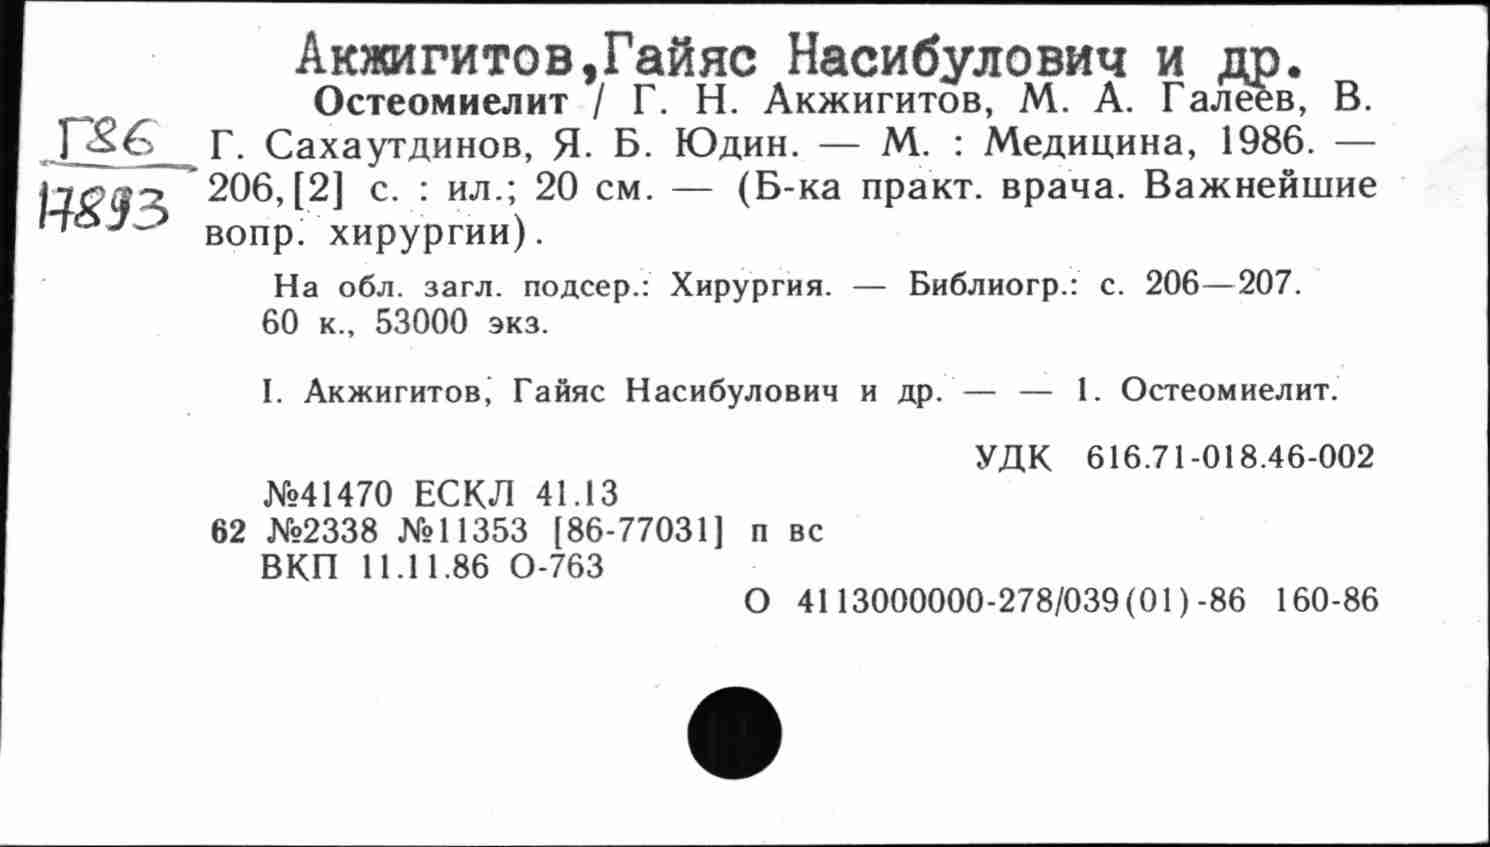 Акжигитов,Гайяс Насибулович и др.
Остеомиелит / Г. Н. Акжигитов, М. А. Галеев, В.
Г86
Г. Сахаутдинов, Я. Б. Юдин. — М. : Медицина, 1986. —
17893
206,[2] с. : ил.; 20 см. — (Б-ка практ. врача. Важнейшие
вопр. хирургии).
На обл. загл. подсер.: Хирургия. — Библиогр.: с. 206—207.
60 к., 53000 экз.
I. Акжигитов, Гайяс Насибулович и др. — — 1. Остеомиелит.
УДК 616.71-018.46-002
№41470 ЕСКЛ 41.13
62 №2338 №11353 [86-77031] п вс
ВКП 11.11.86 О-763
О 4113000000-278/039(01)-86 160-86